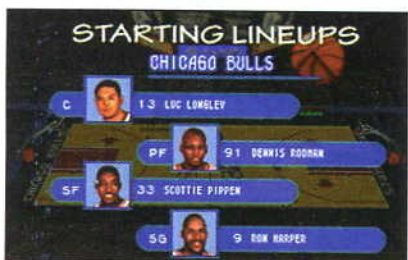 STARTING LINEUPS
CHICAGO BULLS
C 13 LUC LONGLEY
PF 91 DENNIS RODMAN
SF 33 SCOTTIE PIPPEN
SG 9 RON HARPER